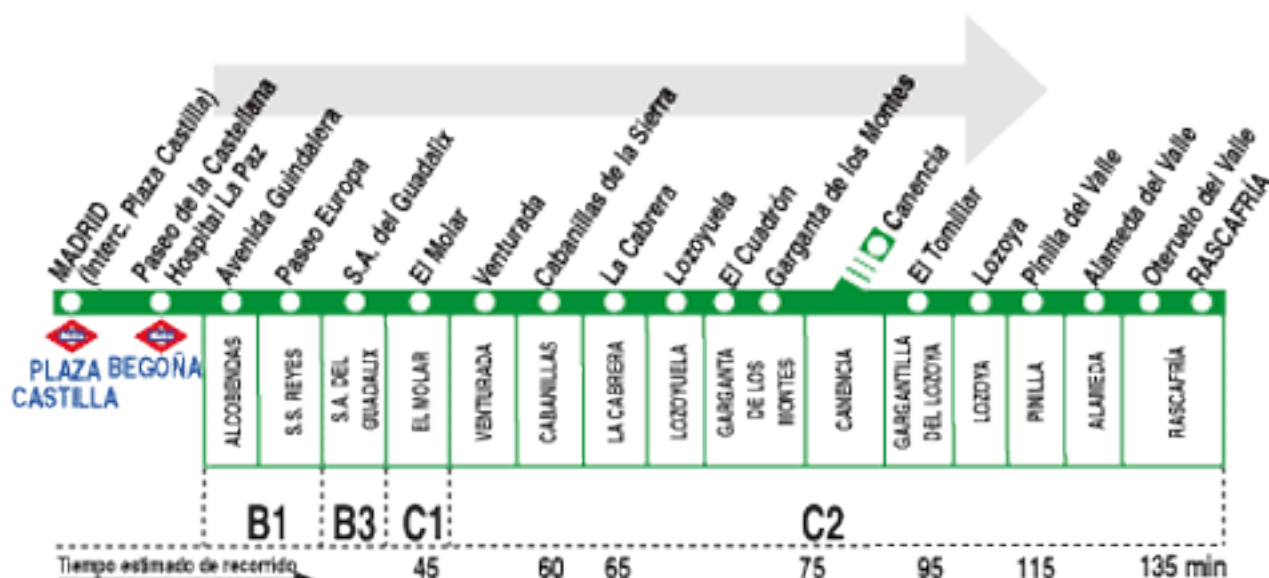 MADRID
(Interc. Plaza Castilla)
Paseo de la Castellana
Hospital La Paz
Avenida Guindalera
Paseo Europa
S.A. del Guadalix
El Molar
Venturada
Cabanillas de la Sierra
La Cabrera
Lozoyuela
El Cuadrón
Garganta de los Montes
Canencia
El Tomillar
Lozoya
Pinilla del Valle
Alameda del Valle
Oteruelo del Valle
RASCAFRÍA
PLAZA
CASTILLA
BEGOÑA
ALCOBENDAS
S.S. REYES
S.A. DEL
GUADALIX
EL MOLAR
VENTURADA
CABANILLAS
LA CABRERA
LOZOYUELA
GARGANTA
DE LOS
MONTES
CANENCIA
GARGANTILLA
DEL LOZOYA
LOZOYA
PINILLA
ALAMEDA
RASCAFRÍA
B1 B3 C1 C2
Tiempo estimado de recorrido 45 60 65 75 95 115 135 min